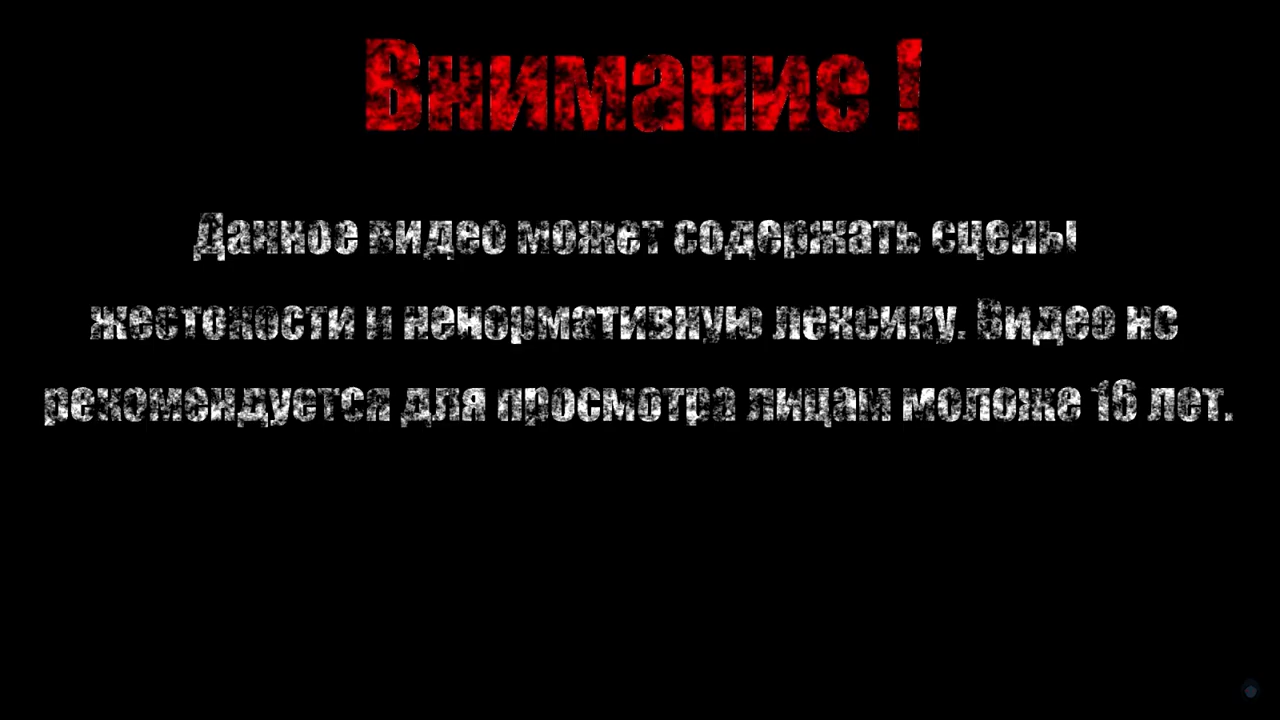 Внимание !
Данное видео может содержать сцены
жестокости и ненормативную лексику. Видео не
рекомендуется для просмотра лицам моложе 16 лет.